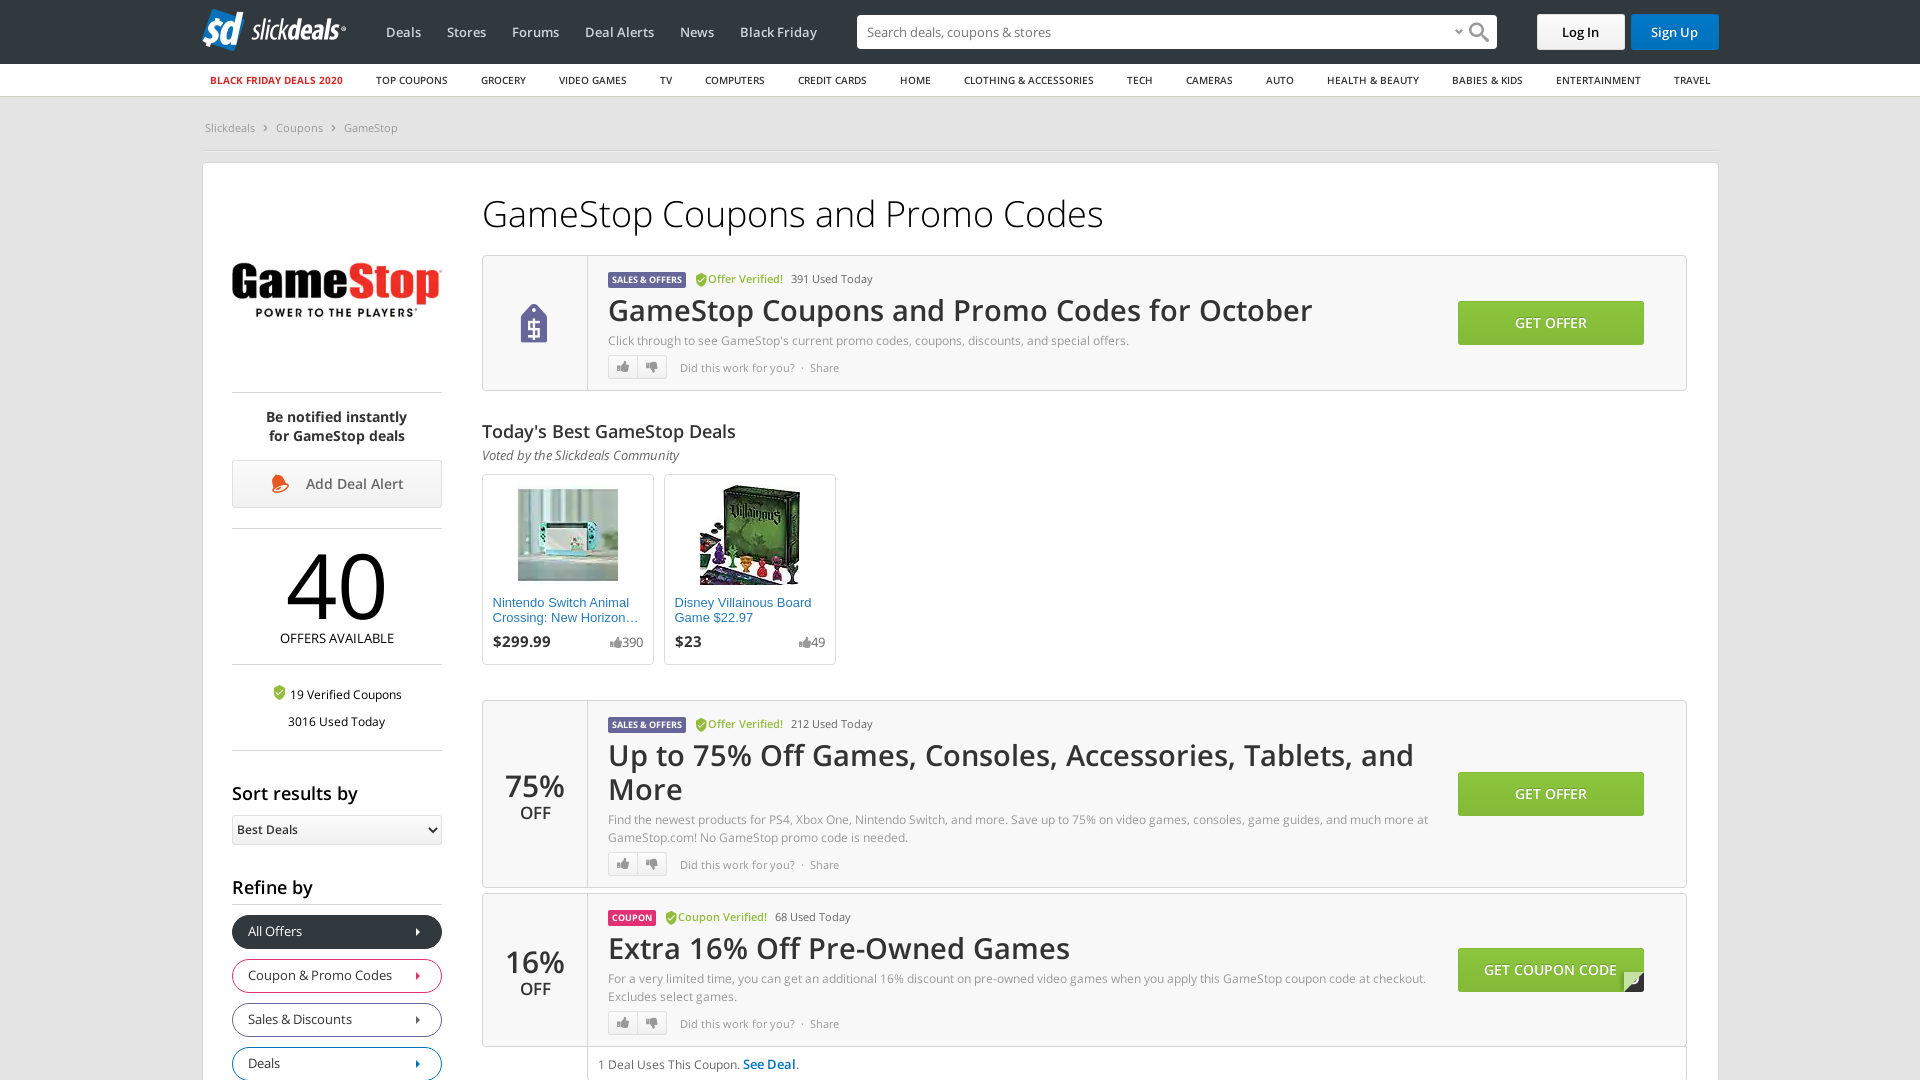 sd slickdeals
Deals
Stores
Forums
Deal Alerts
News
Black Friday
Search deals, coupons & stores
Log In
Sign Up
BLACK FRIDAY DEALS 2020
TOP COUPONS
GROCERY
VIDEO GAMES
TV
COMPUTERS
CREDIT CARDS
HOME
CLOTHING & ACCESSORIES
TECH
CAMERAS
AUTO
HEALTH & BEAUTY
BABIES & KIDS
ENTERTAINMENT
TRAVEL
Slickdeals > Coupons > GameStop
GameStop
POWER TO THE PLAYERS®
Be notified instantly
for GameStop deals
Add Deal Alert
40
OFFERS AVAILABLE
19 Verified Coupons
3016 Used Today
Sort results by
Best Deals
Refine by
All Offers
Coupon & Promo Codes
Sales & Discounts
Deals
GameStop Coupons and Promo Codes
SALES & OFFERS Offer Verified! 391 Used Today
GameStop Coupons and Promo Codes for October
Click through to see GameStop's current promo codes, coupons, discounts, and special offers.
Did this work for you? · Share
GET OFFER
Today's Best GameStop Deals
Voted by the Slickdeals Community
Nintendo Switch Animal
Crossing: New Horizon…
$299.99 390
Villainous
Disney Villainous Board
Game $22.97
$23 49
75%
OFF
SALES & OFFERS Offer Verified! 212 Used Today
Up to 75% Off Games, Consoles, Accessories, Tablets, and
More
Find the newest products for PS4, Xbox One, Nintendo Switch, and more. Save up to 75% on video games, consoles, game guides, and much more at
GameStop.com! No GameStop promo code is needed.
Did this work for you? · Share
GET OFFER
16%
OFF
COUPON Coupon Verified! 68 Used Today
Extra 16% Off Pre-Owned Games
For a very limited time, you can get an additional 16% discount on pre-owned video games when you apply this GameStop coupon code at checkout.
Excludes select games.
Did this work for you? · Share
GET COUPON CODE
1 Deal Uses This Coupon. See Deal.